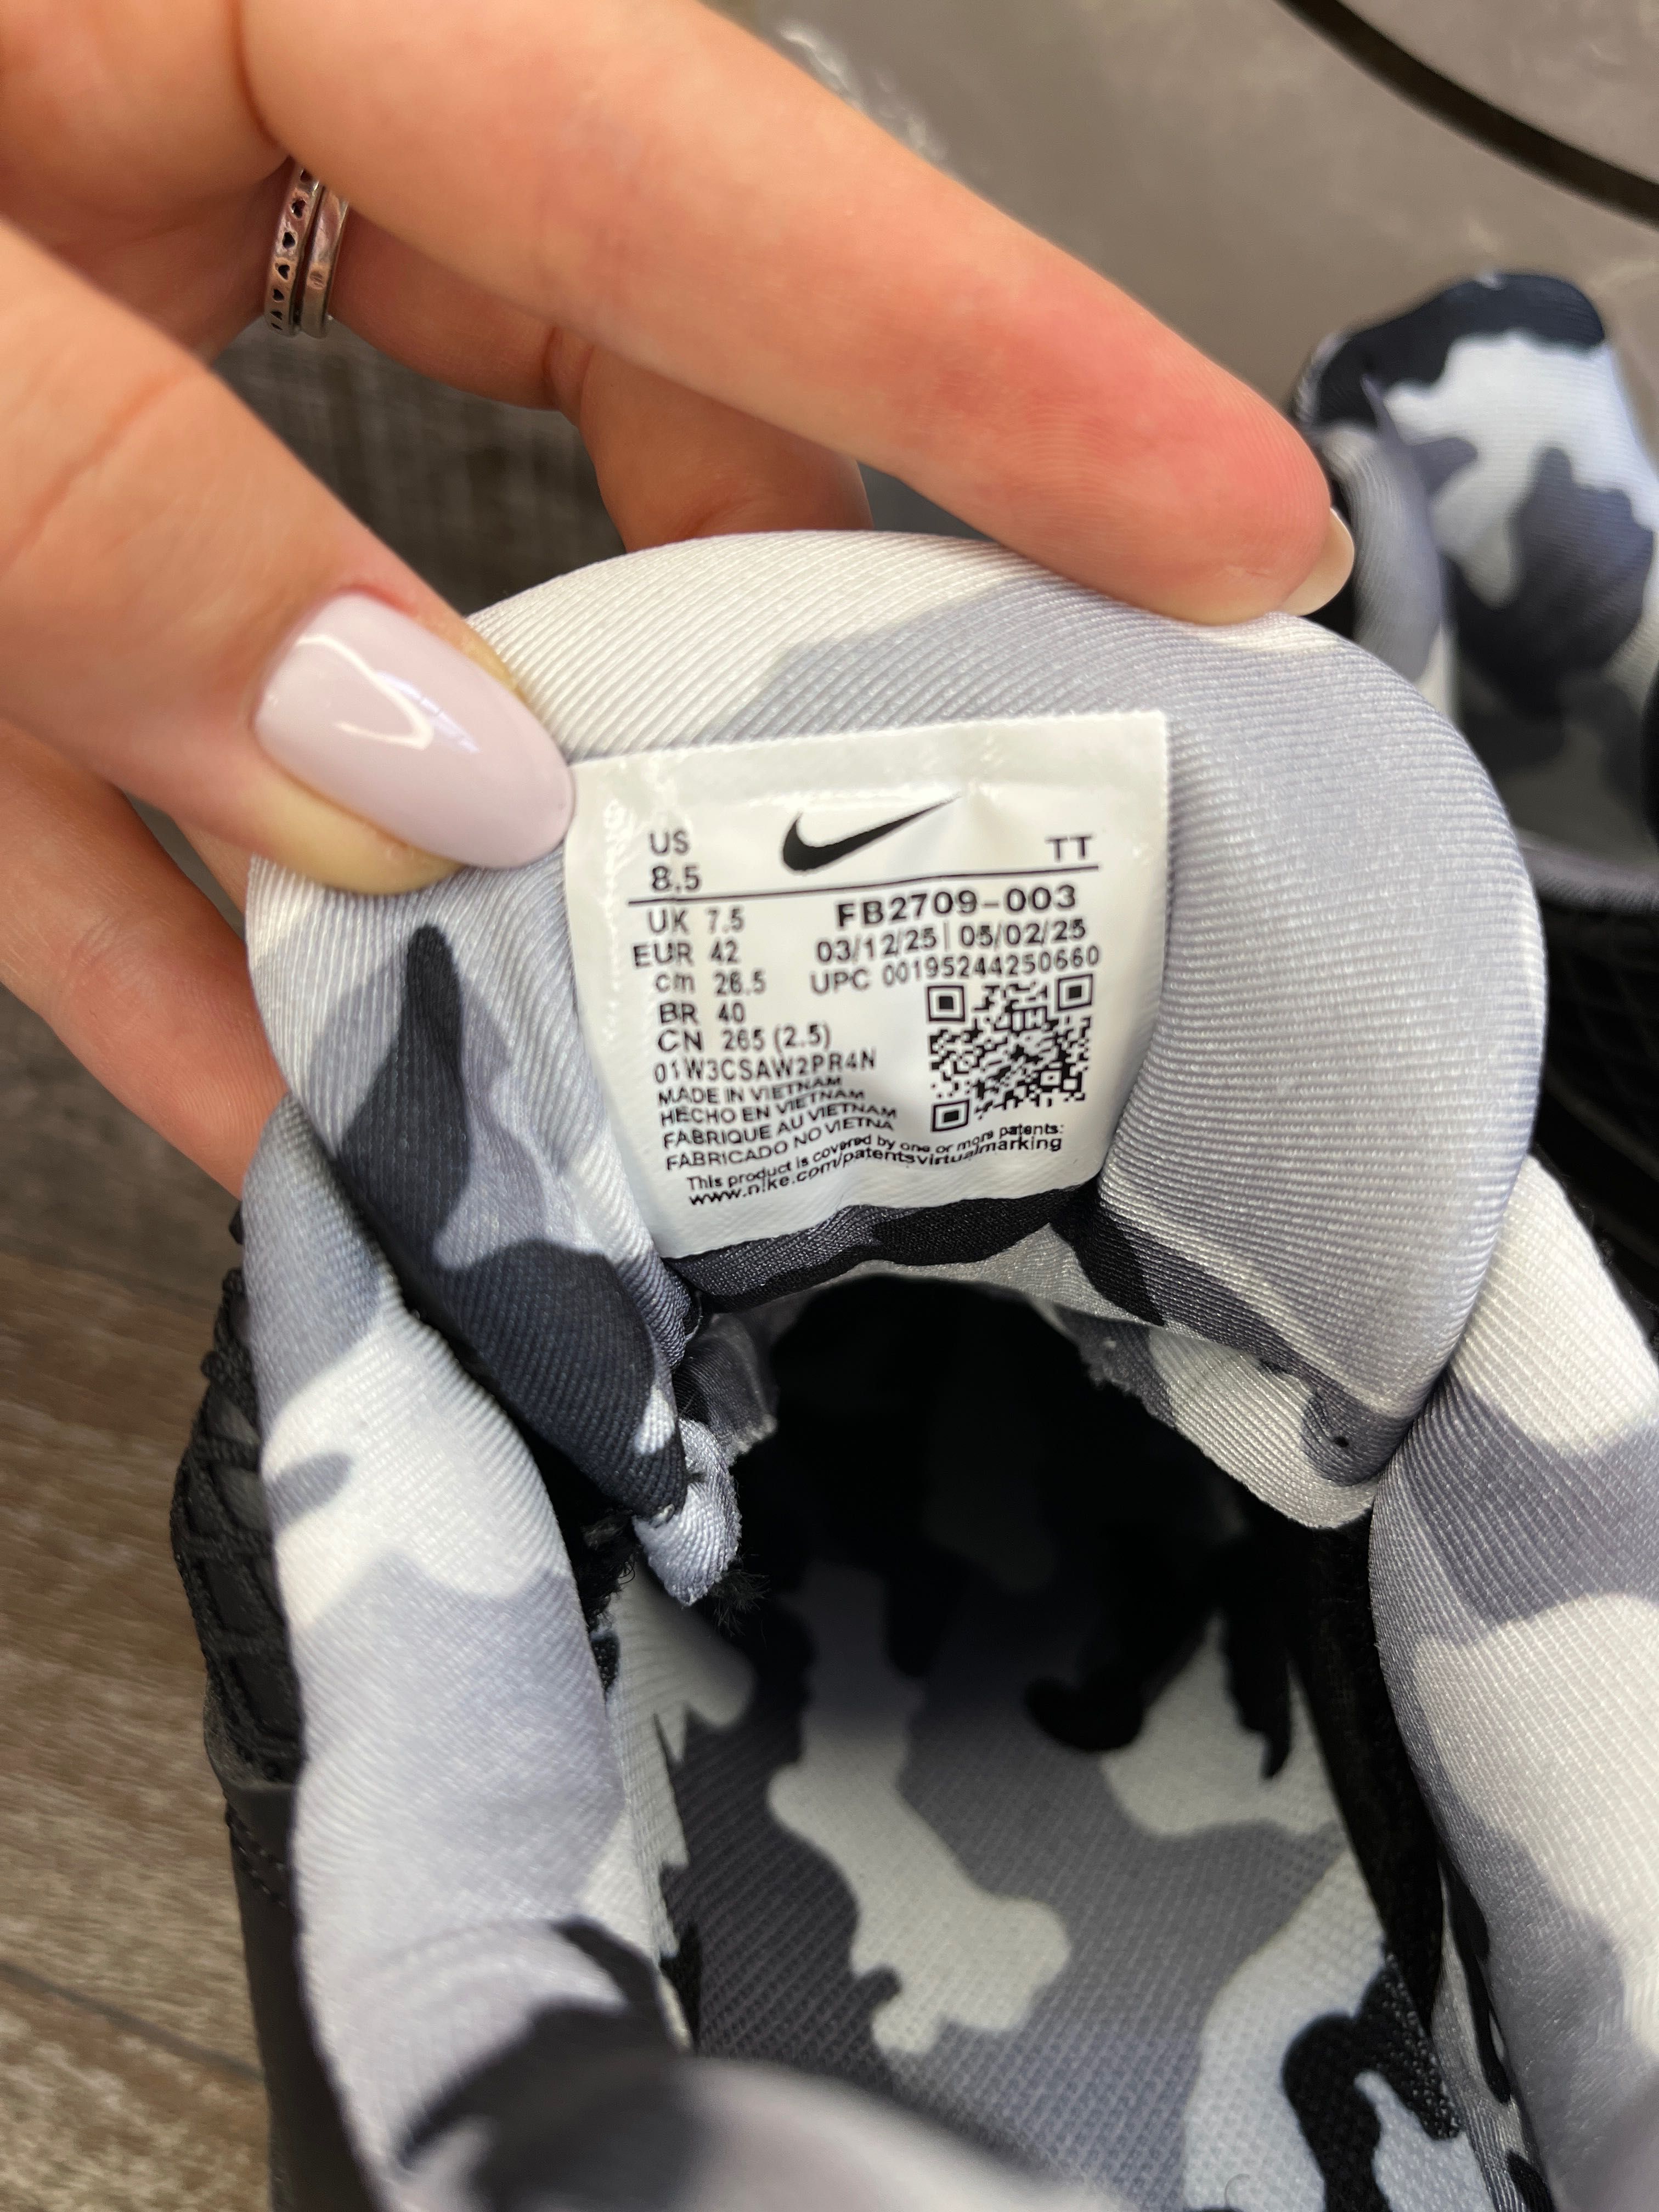 US
8.5
TT
UK 7.5
EUR 42
cm 26.5
BR 40
CN 265 (2.5)
01W3CSAW2PR4N
FB2709-003
03/12/25 | 05/02/25
UPC 00195244250660
MADE IN VIETNAM
HECHO EN VIETNAM
FABRIQUE AU VIETNAM
FABRICADO NO VIETNA
This product is covered by one or more patents:
www.nike.com/patentsvirtualmarking